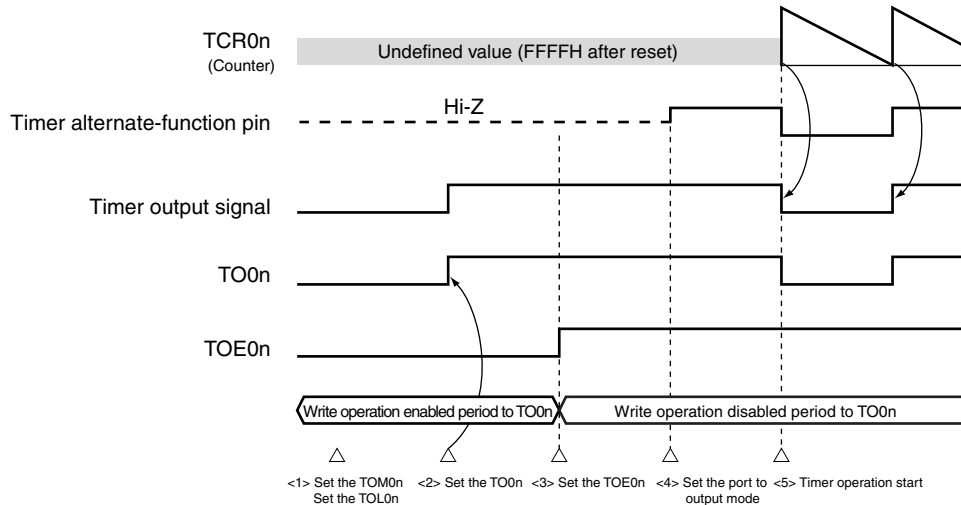 TCR0n
(Counter)
Undefined value (FFFFH after reset)
Hi-Z
Timer alternate-function pin
Timer output signal
TO0n
TOE0n
Write operation enabled period to TO0n
Write operation disabled period to TO0n
<1> Set the TOM0n
Set the TOL0n
<2> Set the TO0n
<3> Set the TOE0n
<4> Set the port to
output mode
<5> Timer operation start